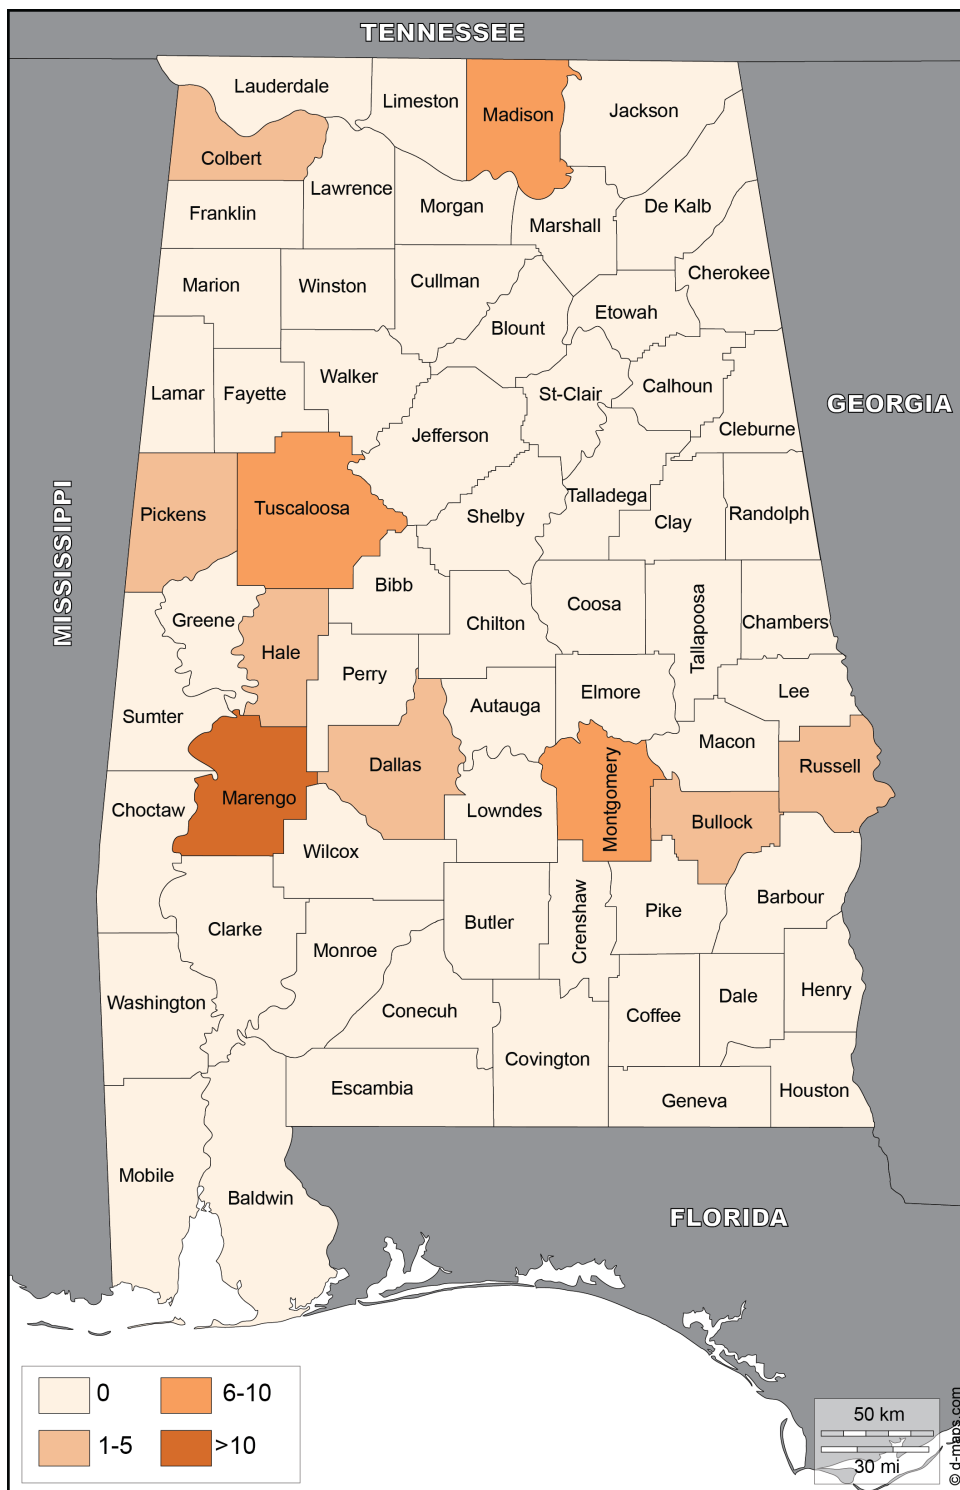 TENNESSEE
Lauderdale
Limeston
Madison
Jackson
Colbert
Lawrence
Franklin
Morgan
Marshall
De Kalb
Marion
Winston
Cullman
Cherokee
Blount
Etowah
Lamar
Fayette
Walker
St-Clair
Calhoun
GEORGIA
Jefferson
Cleburne
MISSISSIPPI
Pickens
Tuscaloosa
Shelby
Talladega
Clay
Randolph
Greene
Bibb
Coosa
Tallapoosa
Chambers
Hale
Chilton
Perry
Sumter
Autauga
Elmore
Lee
Macon
Dallas
Russell
Choctaw
Marengo
Lowndes
Montgomery
Bullock
Wilcox
Clarke
Butler
Crenshaw
Pike
Barbour
Monroe
Washington
Conecuh
Coffee
Dale
Henry
Covington
Escambia
Geneva
Houston
Mobile
Baldwin
FLORIDA
0
6-10
1-5
>10
50 km
30 mi
© d-maps.com